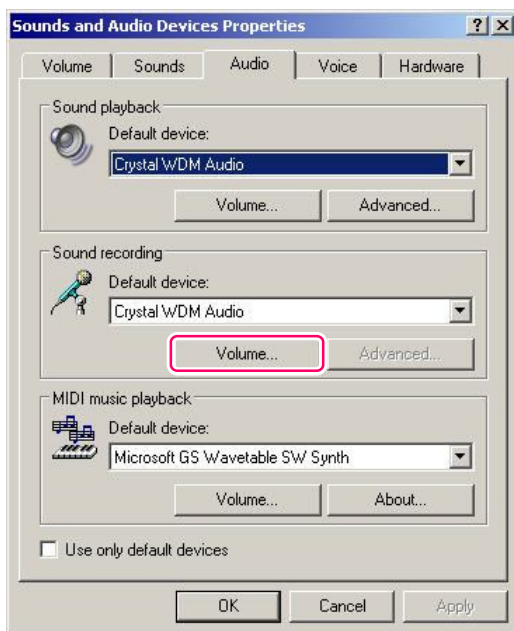 Sounds and Audio Devices Properties
Volume Sounds Audio Voice Hardware
Sound playback
Default device:
Crystal WDM Audio
Volume... Advanced...
Sound recording
Default device:
Crystal WDM Audio
Volume... Advanced...
MIDI music playback
Default device:
Microsoft GS Wavetable SW Synth
Volume... About...
Use only default devices
OK Cancel Apply